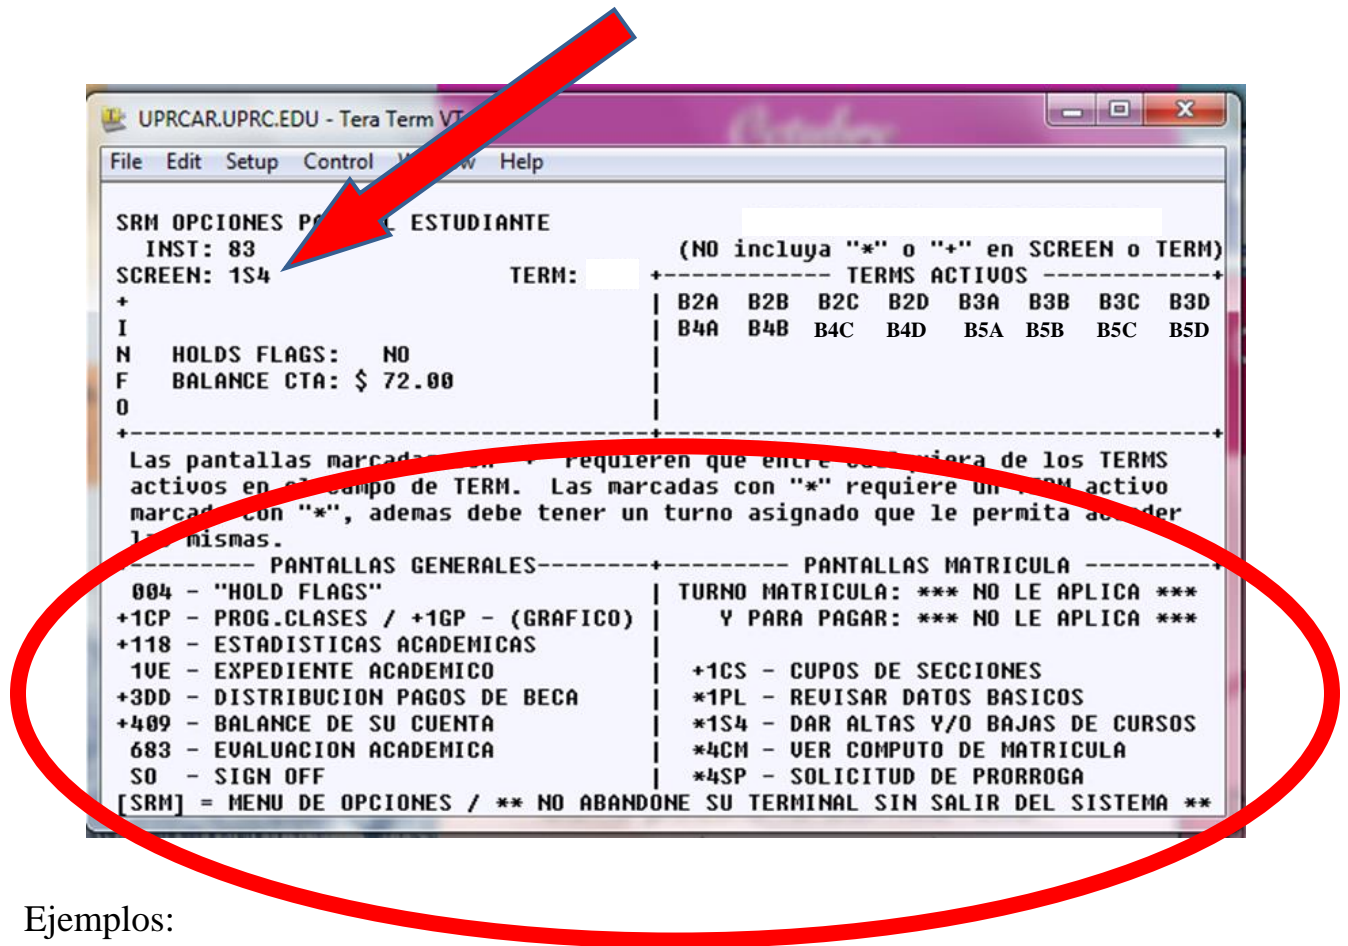 Octubre
UPRCAR.UPRC.EDU - Tera Term VT
File Edit Setup Control Help
SRM OPCIONES ESTUDIANTE
INST: 83 (NO incluya "*" o "+" en SCREEN o TERM)
SCREEN: 1S4 TERM: +------------ TERMS ACTIVOS ------------+
+ | B2A B2B B2C B2D B3A B3B B3C B3D
I | B4A B4B B4C B4D B5A B5B B5C B5D
N HOLDS FLAGS: NO |
F BALANCE CTA: $ 72.00 |
O |
+---------------------------------------------+------------------------------------------------+
Las pantallas marcadas con "+" requieren que entre cualquiera de los TERMS
activos en el campo de TERM. Las marcadas con "*" requiere un TERM activo
marcado con "*", ademas debe tener un turno asignado que le permita acceder
las mismas.
---------- PANTALLAS GENERALES--------+--------- PANTALLAS MATRICULA ---------+
004 - "HOLD FLAGS" | TURNO MATRICULA: *** NO LE APLICA ***
+1CP - PROG.CLASES / +1GP - (GRAFICO) | Y PARA PAGAR: *** NO LE APLICA ***
+118 - ESTADISTICAS ACADEMICAS |
1VE - EXPEDIENTE ACADEMICO | +1CS - CUPOS DE SECCIONES
+3DD - DISTRIBUCION PAGOS DE BECA | *1PL - REVISAR DATOS BASICOS
+409 - BALANCE DE SU CUENTA | *1S4 - DAR ALTAS Y/O BAJAS DE CURSOS
683 - EVALUACION ACADEMICA | *4CM - VER COMPUTO DE MATRICULA
SO - SIGN OFF | *4SP - SOLICITUD DE PRORROGA
[SRM] = MENU DE OPCIONES / ** NO ABANDONE SU TERMINAL SIN SALIR DEL SISTEMA **
Ejemplos: